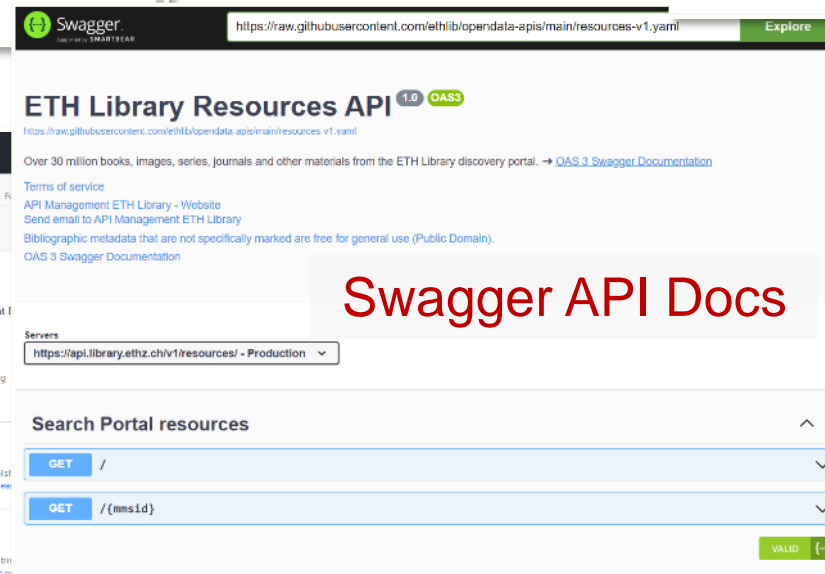 Swagger.
Supported by SMARTBEAR
https://raw.githubusercontent.com/ethlib/opendata-apis/main/resources-v1.yaml
Explore
ETH Library Resources API 1.0 OAS3
https://raw.githubusercontent.com/ethlib/opendata-apis/main/resources-v1.yaml
Over 30 million books, images, series, journals and other materials from the ETH Library discovery portal. → OAS 3 Swagger Documentation
Terms of service
API Management ETH Library - Website
Send email to API Management ETH Library
Bibliographic metadata that are not specifically marked are free for general use (Public Domain).
OAS 3 Swagger Documentation
Swagger API Docs
Servers
https://api.library.ethz.ch/v1/resources/ - Production
Search Portal resources
GET /
GET /{mmsid}
VALID {